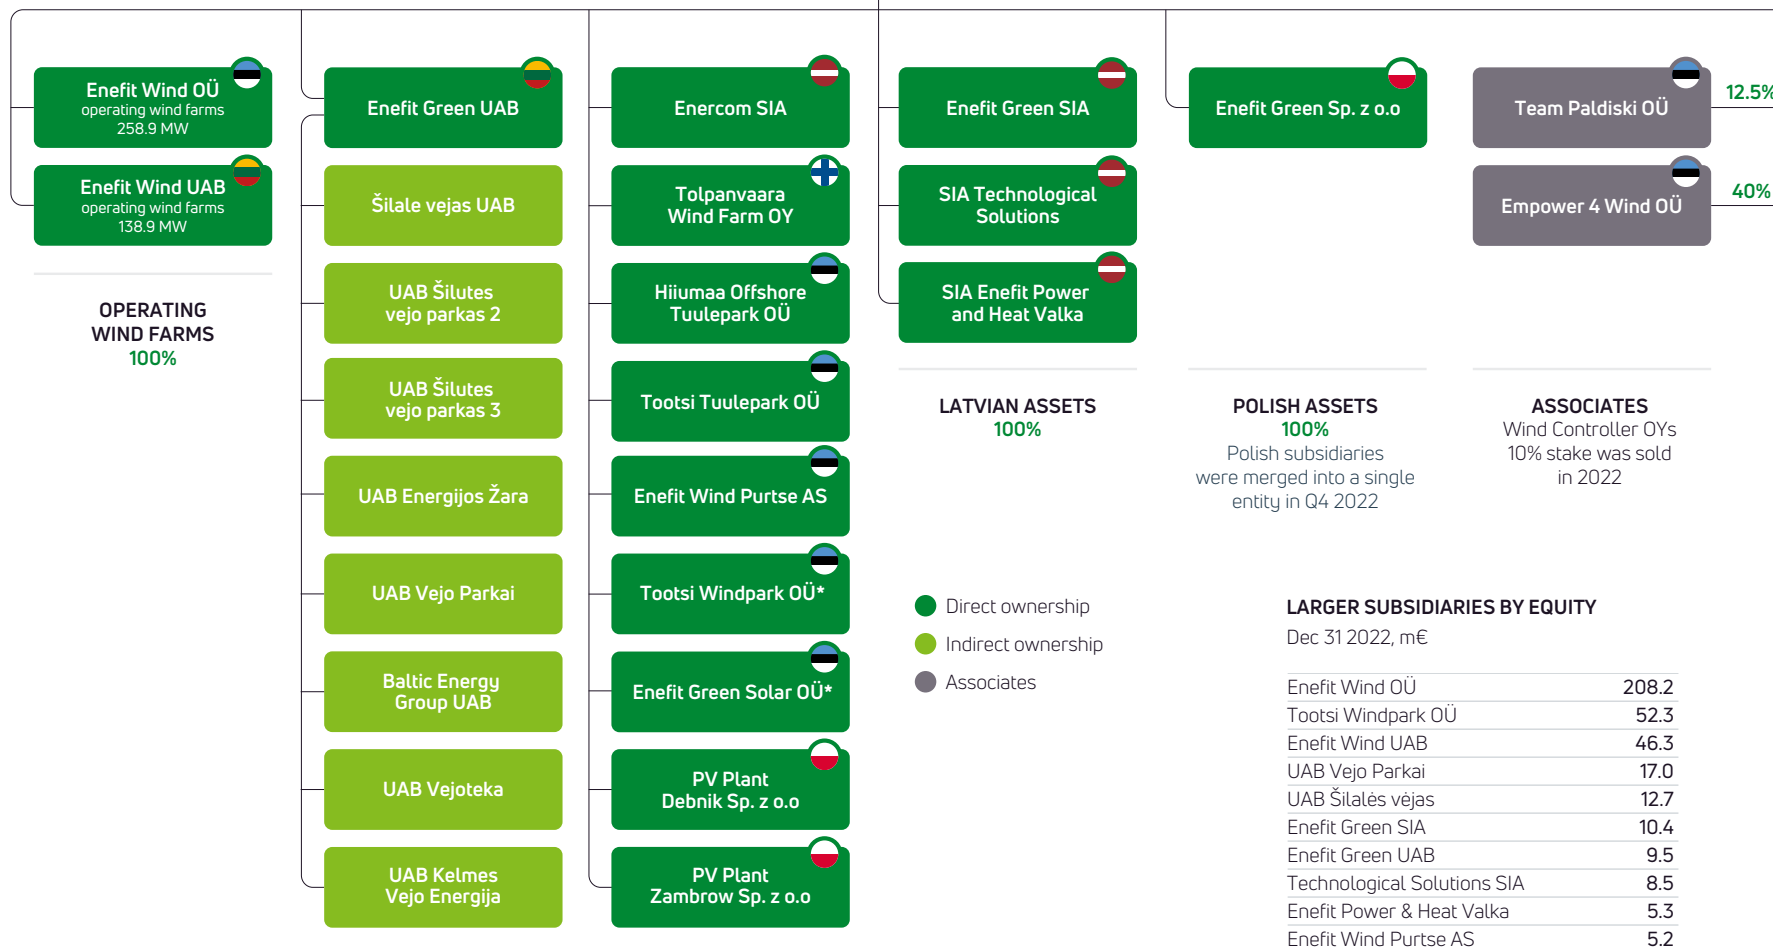 Enefit Wind OÜ
operating wind farms
258.9 MW
Enefit Wind UAB
operating wind farms
138.9 MW
OPERATING
WIND FARMS
100%
Enefit Green UAB
Šilale vejas UAB
UAB Šilutes
vejo parkas 2
UAB Šilutes
vejo parkas 3
UAB Energijos Žara
UAB Vejo Parkai
Baltic Energy
Group UAB
UAB Vejoteka
UAB Kelmes
Vejo Energija
Enercom SIA
Tolpanvaara
Wind Farm OY
Hiiumaa Offshore
Tuulepark OÜ
Tootsi Tuulepark OÜ
Enefit Wind Purtse AS
Tootsi Windpark OÜ*
Enefit Green Solar OÜ*
PV Plant
Debnik Sp. z o.o
PV Plant
Zambrow Sp. z o.o
Enefit Green SIA
SIA Technological
Solutions
SIA Enefit Power
and Heat Valka
LATVIAN ASSETS
100%
Enefit Green Sp. z o.o
POLISH ASSETS
100%
Polish subsidiaries
were merged into a single
entity in Q4 2022
Team Paldiski OÜ
12.5%
Empower 4 Wind OÜ
40%
ASSOCIATES
Wind Controller OYs
10% stake was sold
in 2022
Direct ownership
Indirect ownership
Associates
LARGER SUBSIDIARIES BY EQUITY
Dec 31 2022, m€
Enefit Wind OÜ 208.2
Tootsi Windpark OÜ 52.3
Enefit Wind UAB 46.3
UAB Vejo Parkai 17.0
UAB Šilalės vėjas 12.7
Enefit Green SIA 10.4
Enefit Green UAB 9.5
Technological Solutions SIA 8.5
Enefit Power & Heat Valka 5.3
Enefit Wind Purtse AS 5.2